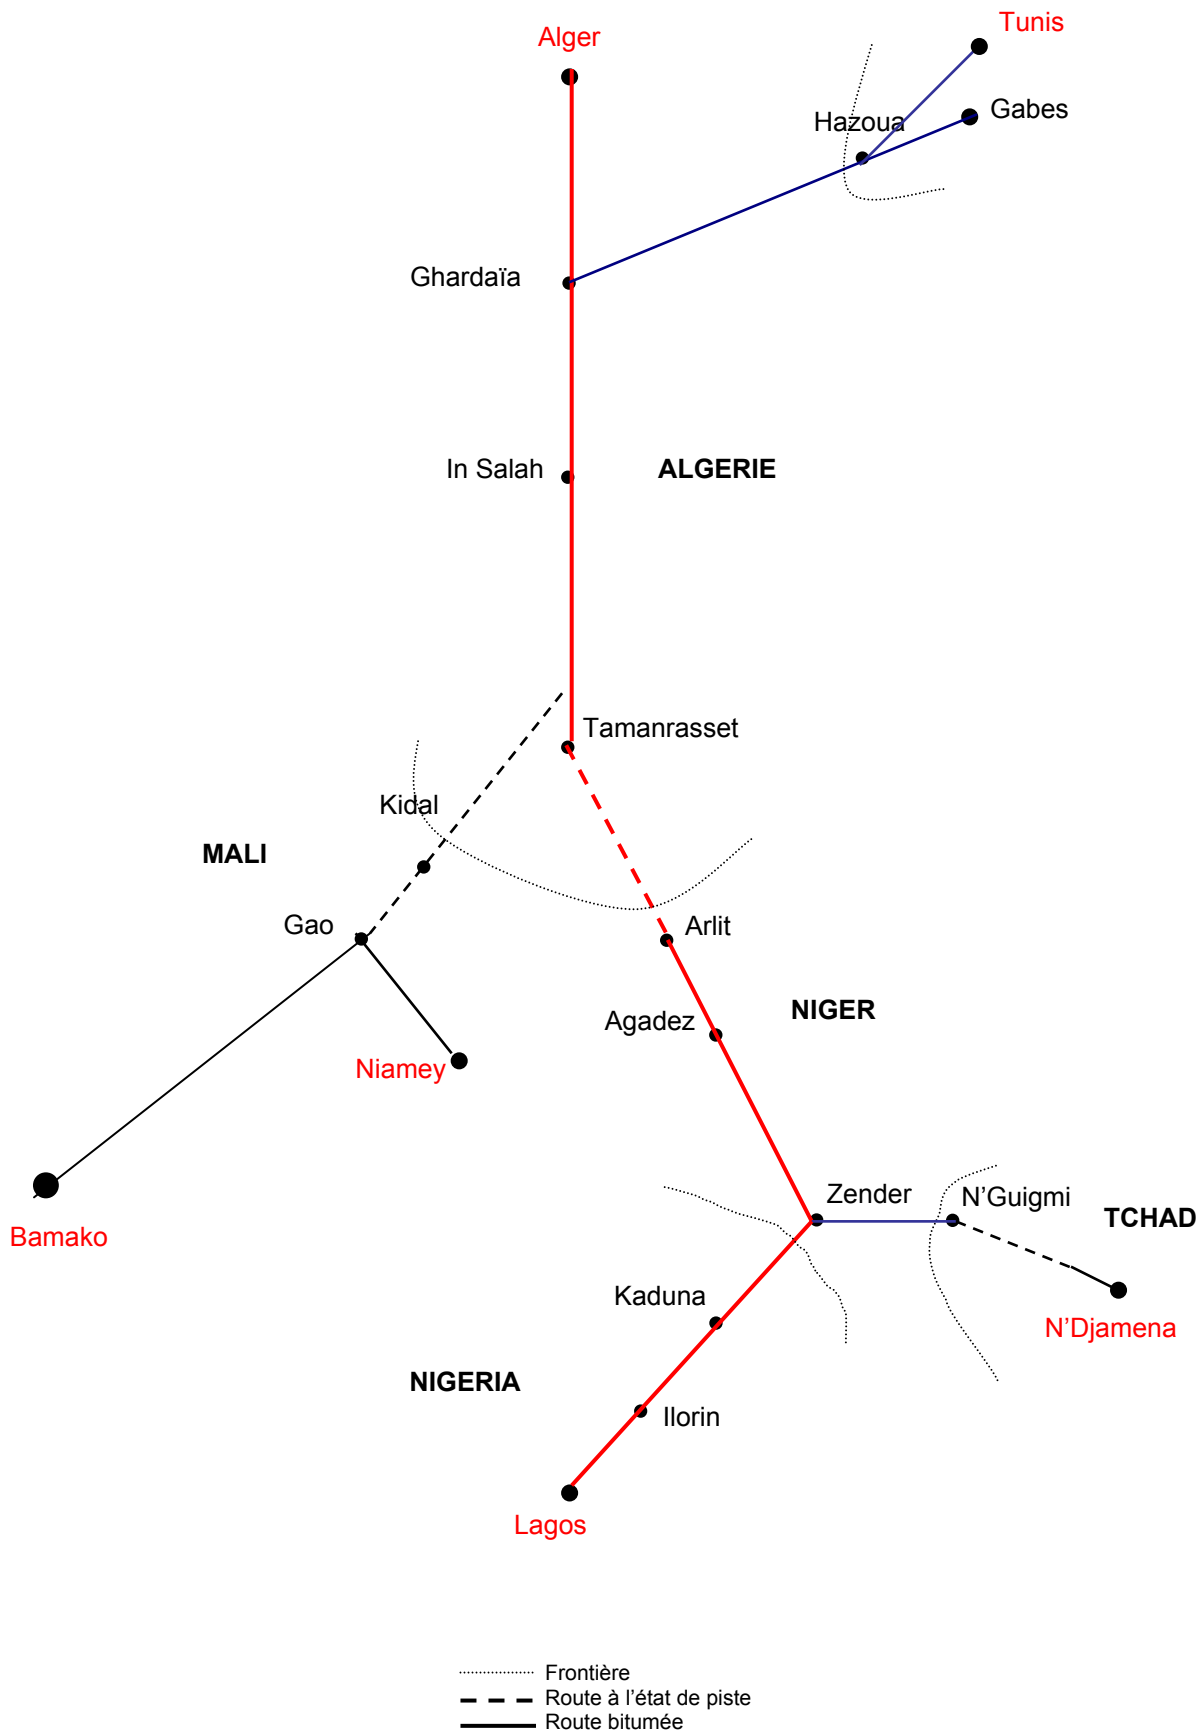 Tunis
Alger
Gabes
Hazoua
Ghardaïa
In Salah
ALGERIE
Tamanrasset
Kidal
MALI
Gao
Arlit
NIGER
Agadez
Niamey
Zender
N'Guigmi
TCHAD
Bamako
Kaduna
N'Djamena
NIGERIA
Ilorin
Lagos
Frontière
Route à l'état de piste
Route bitumée